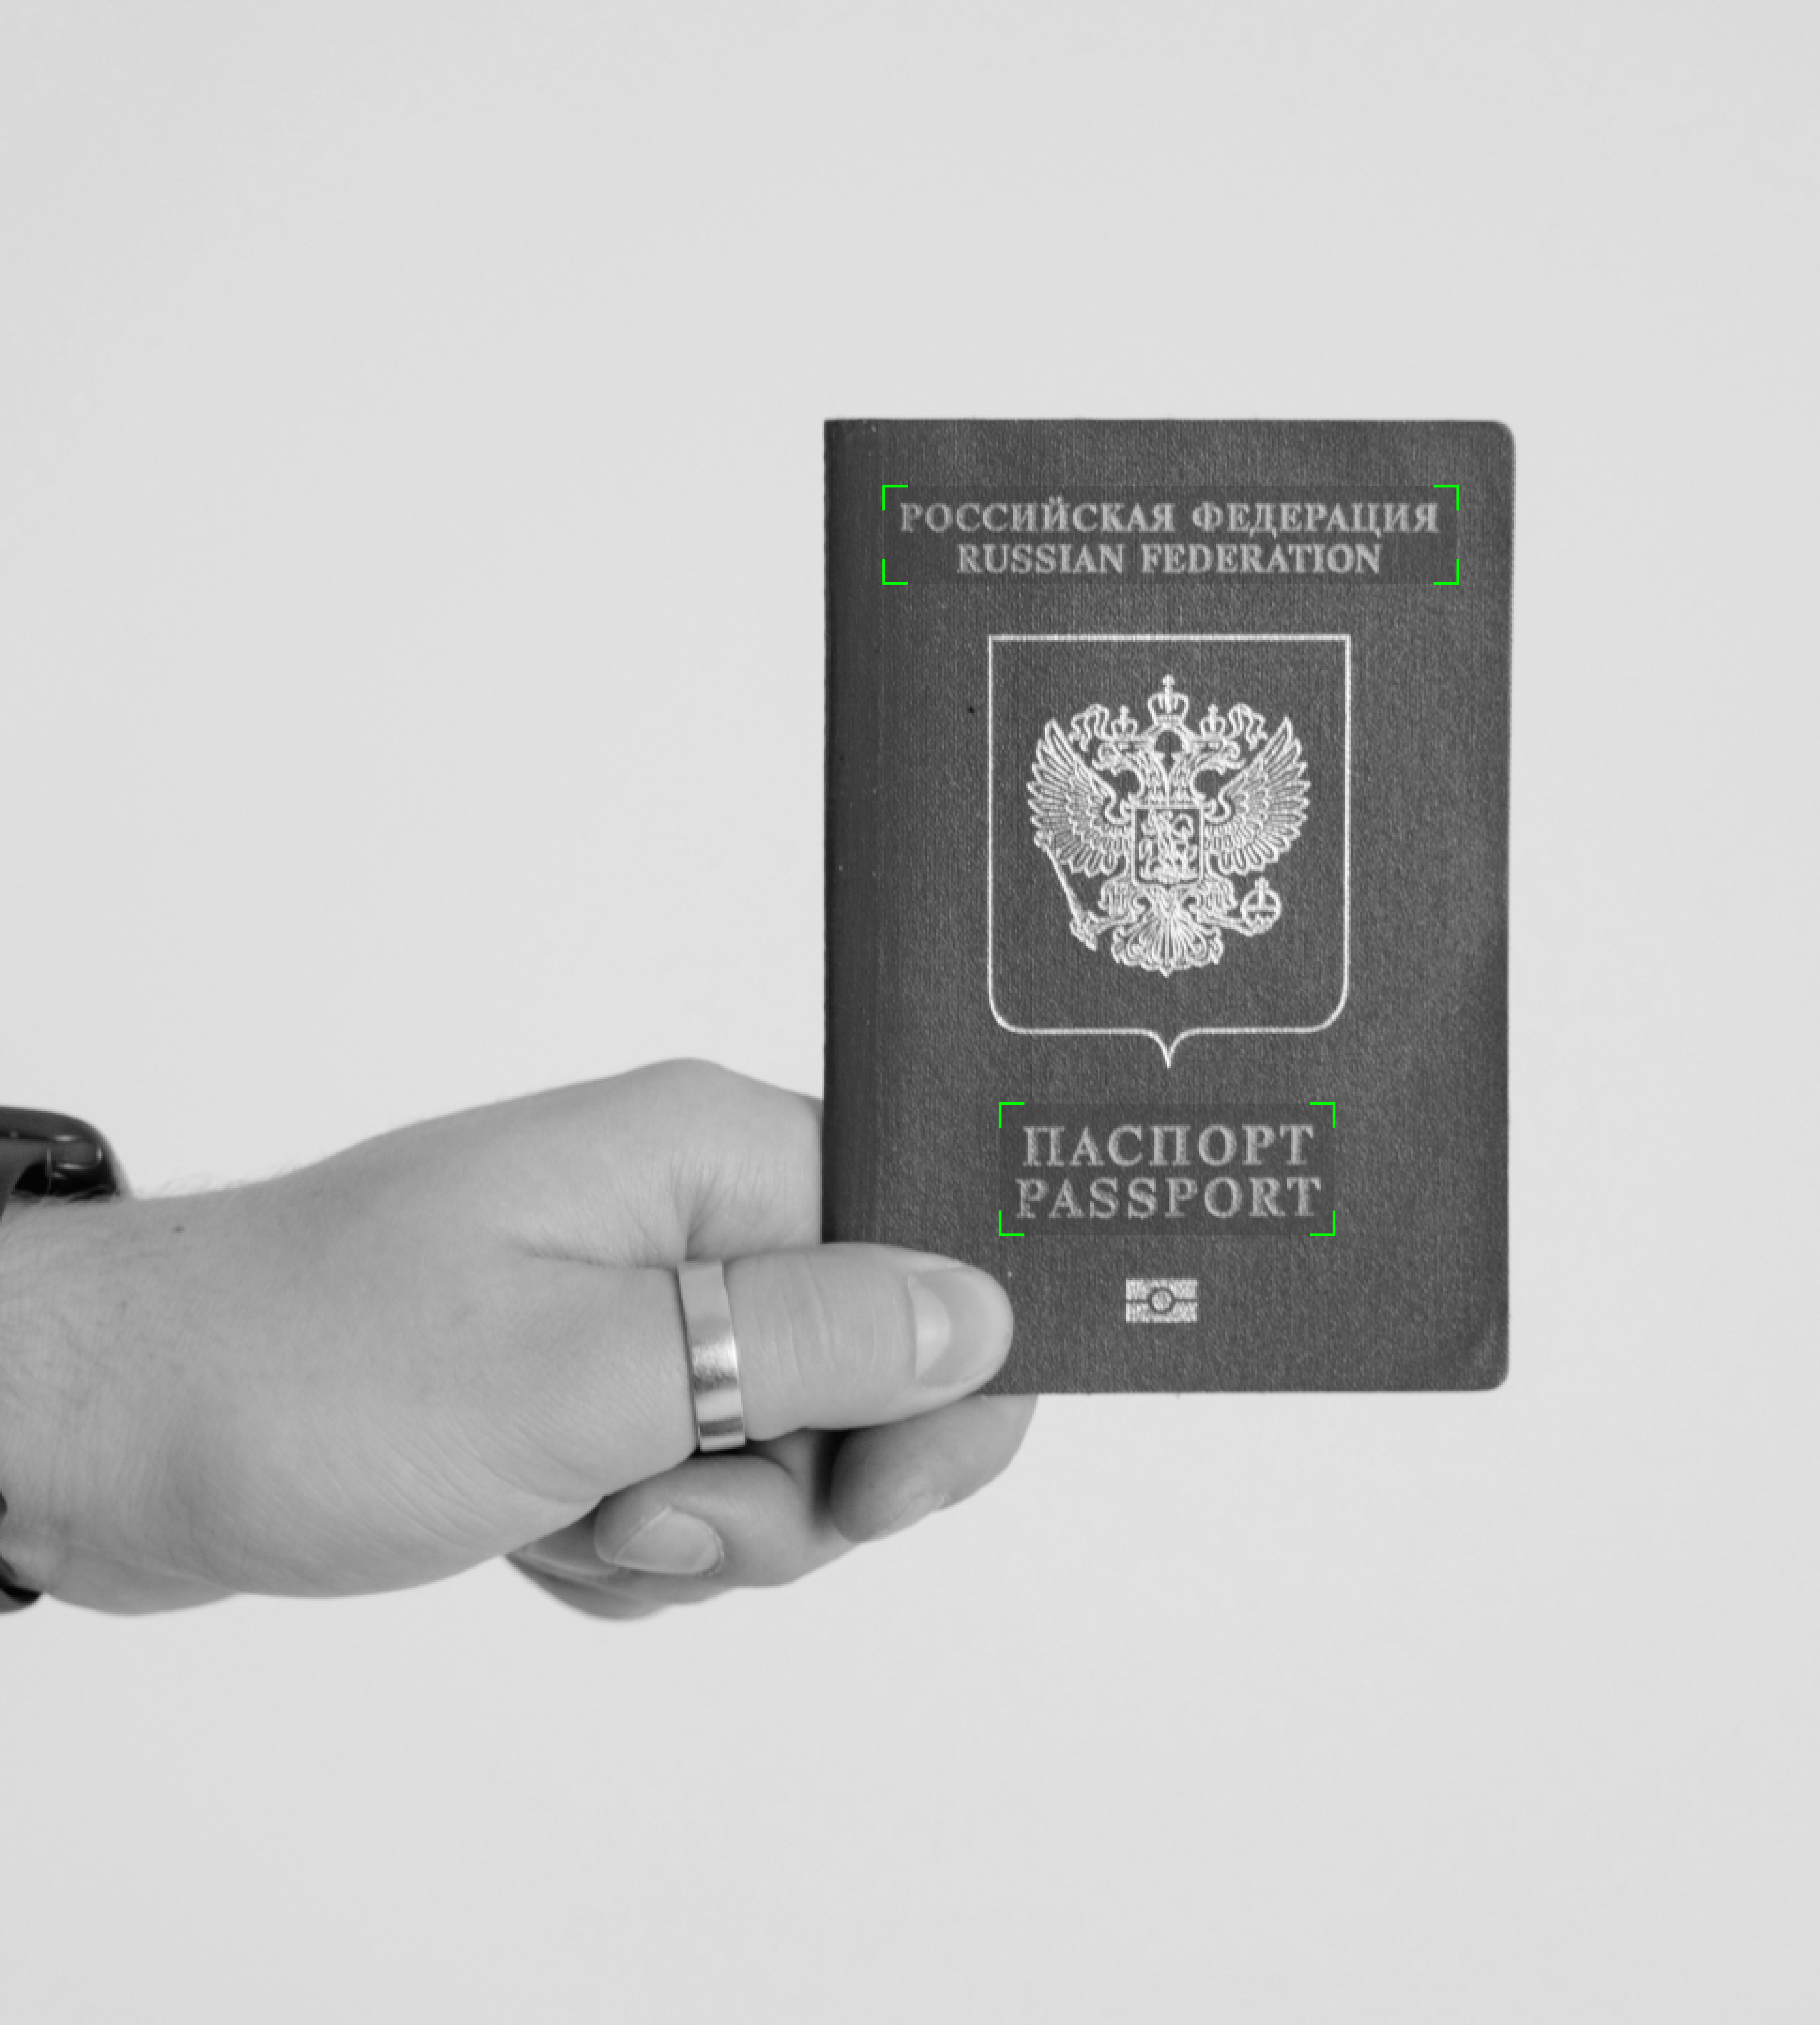 РОССИЙСКАЯ ФЕДЕРАЦИЯ
RUSSIAN FEDERATION
ПАСПОРТ
PASSPORT